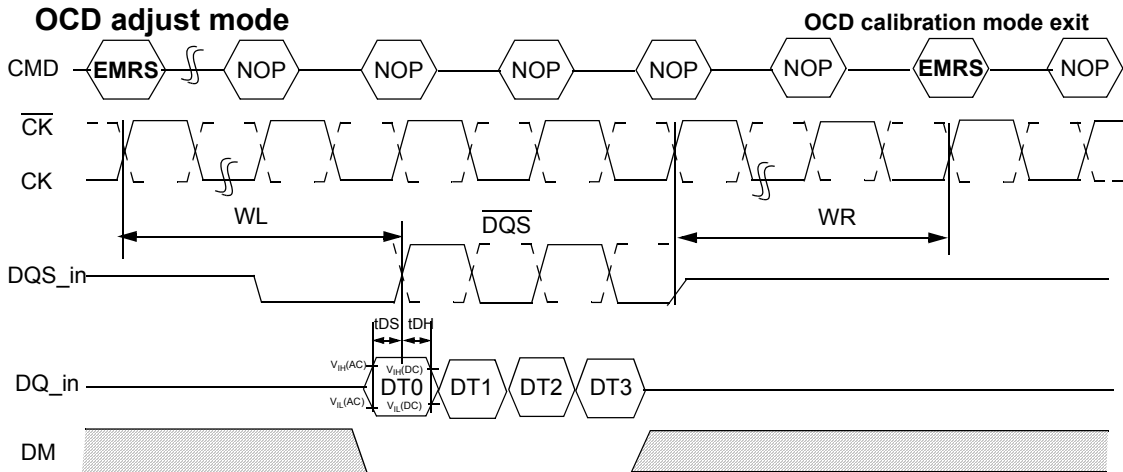 OCD adjust mode
OCD calibration mode exit
CMD EMRS NOP NOP NOP NOP NOP EMRS NOP
CK
CK
WL DQS WR
DQS_in
tDS tDH
VIH(AC) VIH(DC)
DQ_in DT0 DT1 DT2 DT3
VIL(AC) VIL(DC)
DM